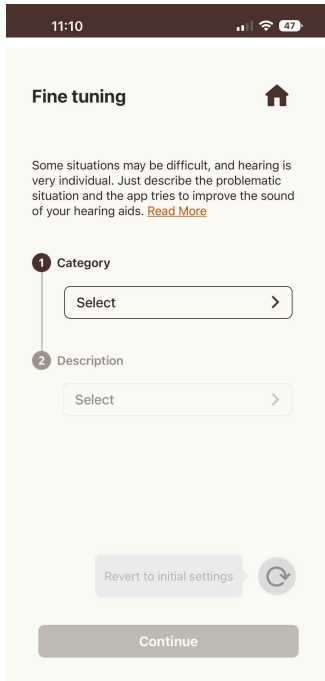 11:10
47
Fine tuning
Some situations may be difficult, and hearing is
very individual. Just describe the problematic
situation and the app tries to improve the sound
of your hearing aids. Read More
1 Category
Select
2 Description
Select
Revert to initial settings
Continue